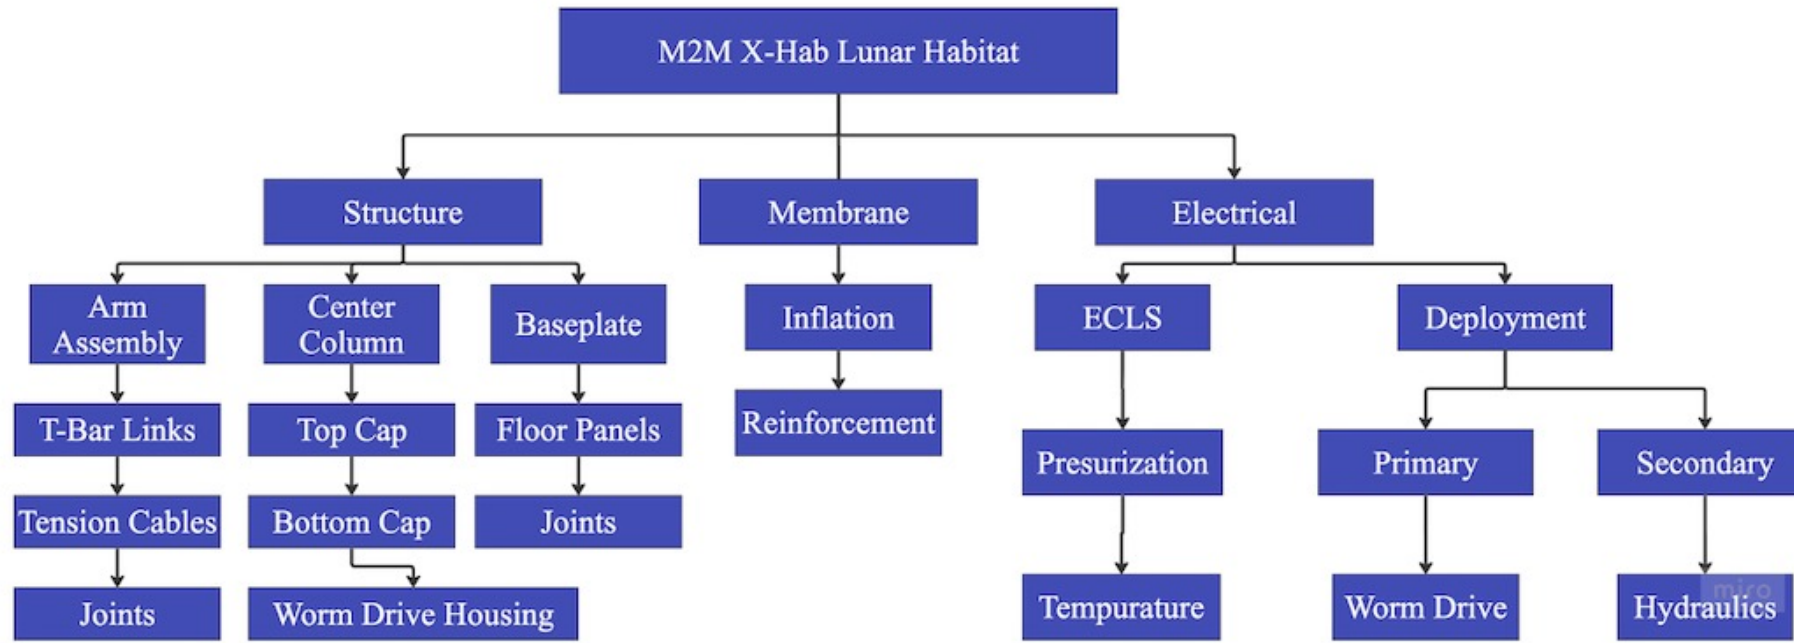 M2M X-Hab Lunar Habitat
Structure
Membrane
Electrical
Arm
Assembly
Center
Column
Baseplate
Inflation
ECLS
Deployment
T-Bar Links
Top Cap
Floor Panels
Reinforcement
Presurization
Primary
Secondary
Tension Cables
Bottom Cap
Joints
Joints
Worm Drive Housing
Tempurature
Worm Drive
Hydraulics
miro